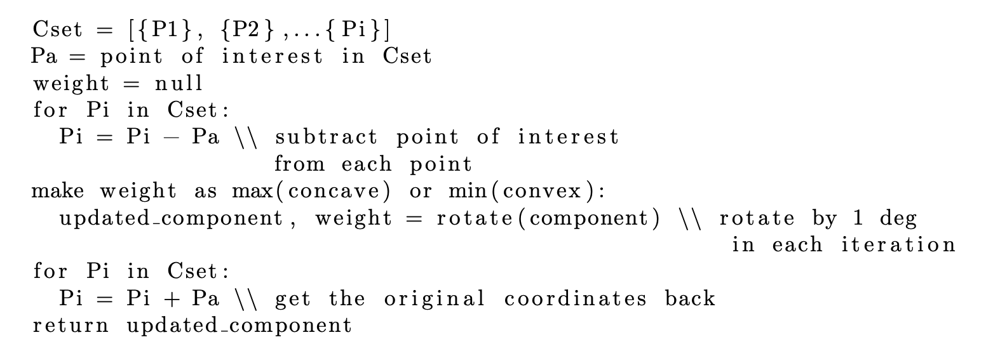 Cset = [{P1}, {P2},...{Pi}]
Pa = point of interest in Cset
weight = null
for Pi in Cset:
Pi = Pi − Pa \\ subtract point of interest
from each point
make weight as max(concave) or min(convex):
updated_component, weight = rotate(component) \\ rotate by 1 deg
in each iteration
for Pi in Cset:
Pi = Pi + Pa \\ get the original coordinates back
return updated_component